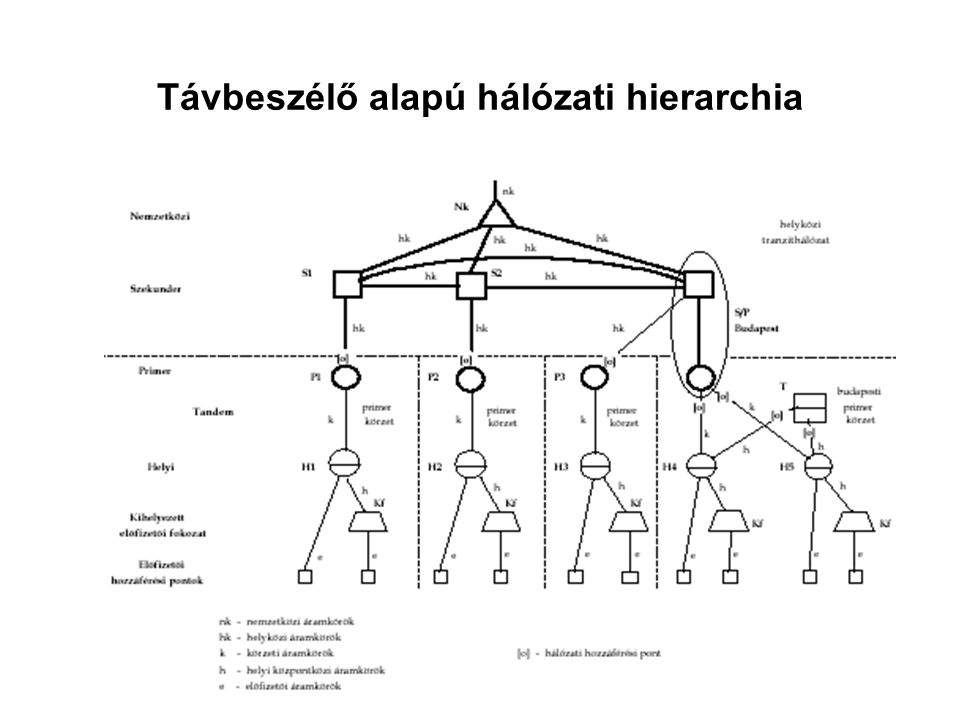 Távbeszélő alapú hálózati hierarchia
nk
Nk
Nemzetközi
helyközi
tranzithálózat
hk
hk
hk
hk
S1
S2
hk
hk
Szekunder
S/P
Budapest
hk
hk
hk
[o]
[o]
[o]
Primer
P1
P2
P3
T
[o]
[o]
budapesti
primer
körzet
Tandem
k
primer
körzet
k
primer
körzet
k
primer
körzet
k
k
[o]
[o]
h
h
Helyi
H1
H2
H3
H4
H5
h
h
h
h
h
Kf
Kf
Kf
Kf
Kf
Kihelyezett
előfizetői fokozat
e
e
e
e
e
e
e
e
e
e
Előfizetői
hozzáférési pontok
nk - nemzetközi áramkörök
hk - helyközi áramkörök
k - körzeti áramkörök
[o] - hálózati hozzáférési pont
h - helyi központközi áramkörök
e - előfizetői áramkörök